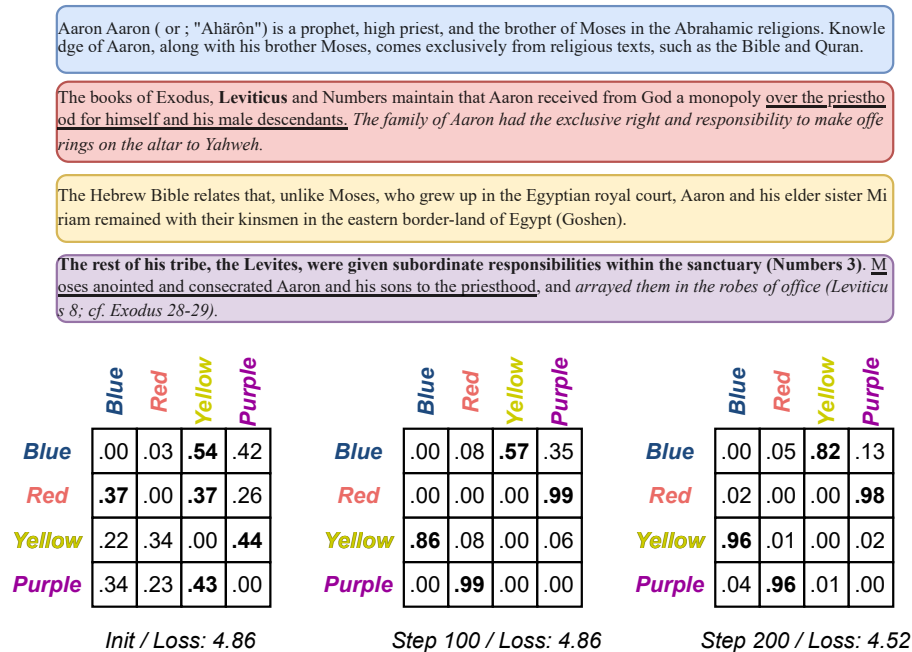 Aaron Aaron ( or ; "Ahärôn") is a prophet, high priest, and the brother of Moses in the Abrahamic religions. Knowle
dge of Aaron, along with his brother Moses, comes exclusively from religious texts, such as the Bible and Quran.
The books of Exodus, Leviticus and Numbers maintain that Aaron received from God a monopoly over the priestho
od for himself and his male descendants. The family of Aaron had the exclusive right and responsibility to make offe
rings on the altar to Yahweh.
The Hebrew Bible relates that, unlike Moses, who grew up in the Egyptian royal court, Aaron and his elder sister Mi
riam remained with their kinsmen in the eastern border-land of Egypt (Goshen).
The rest of his tribe, the Levites, were given subordinate responsibilities within the sanctuary (Numbers 3). M
oses anointed and consecrated Aaron and his sons to the priesthood, and arrayed them in the robes of office (Leviticu
s 8; cf. Exodus 28-29).
Blue Red Yellow Purple
Blue .00 .03 .54 .42
Red .37 .00 .37 .26
Yellow .22 .34 .00 .44
Purple .34 .23 .43 .00
Init / Loss: 4.86
Blue Red Yellow Purple
Blue .00 .08 .57 .35
Red .00 .00 .00 .99
Yellow .86 .08 .00 .06
Purple .00 .99 .00 .00
Step 100 / Loss: 4.86
Blue Red Yellow Purple
Blue .00 .05 .82 .13
Red .02 .00 .00 .98
Yellow .96 .01 .00 .02
Purple .04 .96 .01 .00
Step 200 / Loss: 4.52